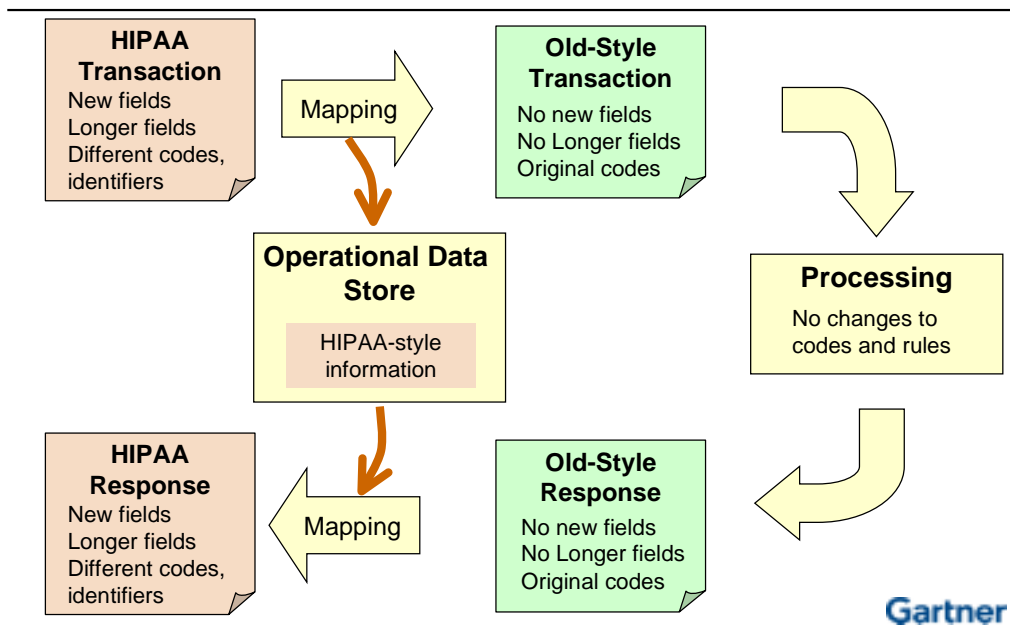 HIPAA
Transaction
New fields
Longer fields
Different codes,
identifiers
Mapping
Old-Style
Transaction
No new fields
No Longer fields
Original codes
Operational Data
Store
HIPAA-style
information
Processing
No changes to
codes and rules
HIPAA
Response
New fields
Longer fields
Different codes,
identifiers
Mapping
Old-Style
Response
No new fields
No Longer fields
Original codes
Gartner